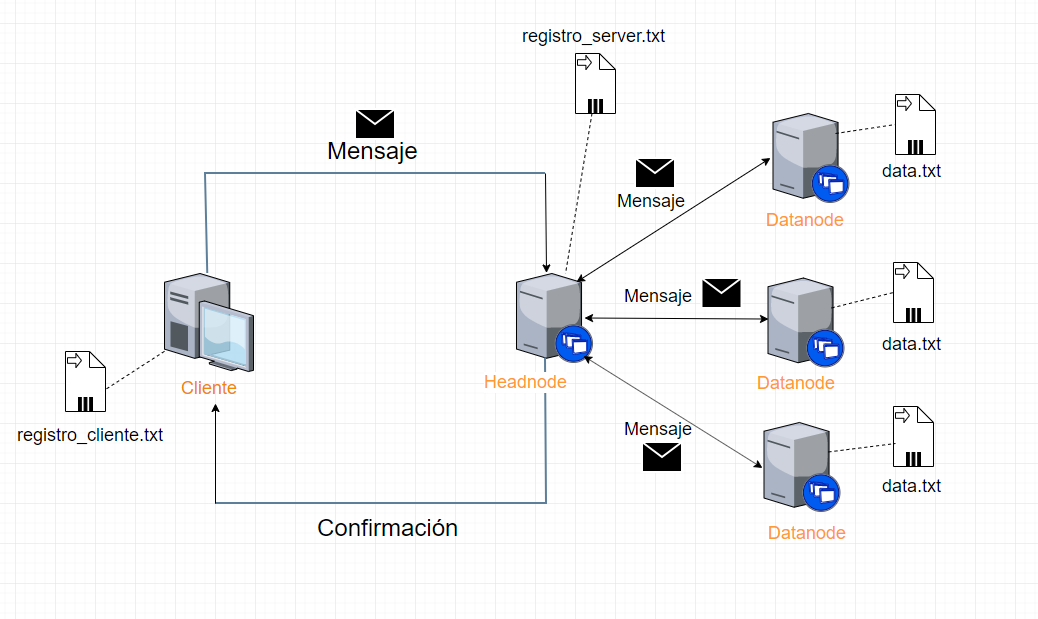 registro_server.txt
Mensaje
Mensaje
data.txt
Datanode
Mensaje
data.txt
Headnode
Datanode
Cliente
registro_cliente.txt
Mensaje
data.txt
Confirmación
Datanode